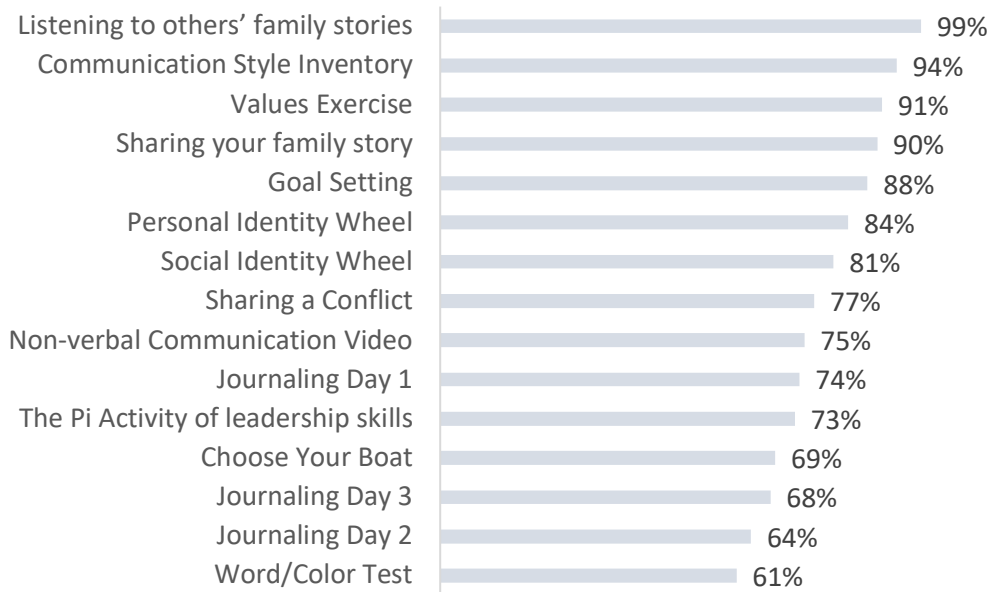 Listening to others’ family stories 99%
Communication Style Inventory 94%
Values Exercise 91%
Sharing your family story 90%
Goal Setting 88%
Personal Identity Wheel 84%
Social Identity Wheel 81%
Sharing a Conflict 77%
Non-verbal Communication Video 75%
Journaling Day 1 74%
The Pi Activity of leadership skills 73%
Choose Your Boat 69%
Journaling Day 3 68%
Journaling Day 2 64%
Word/Color Test 61%